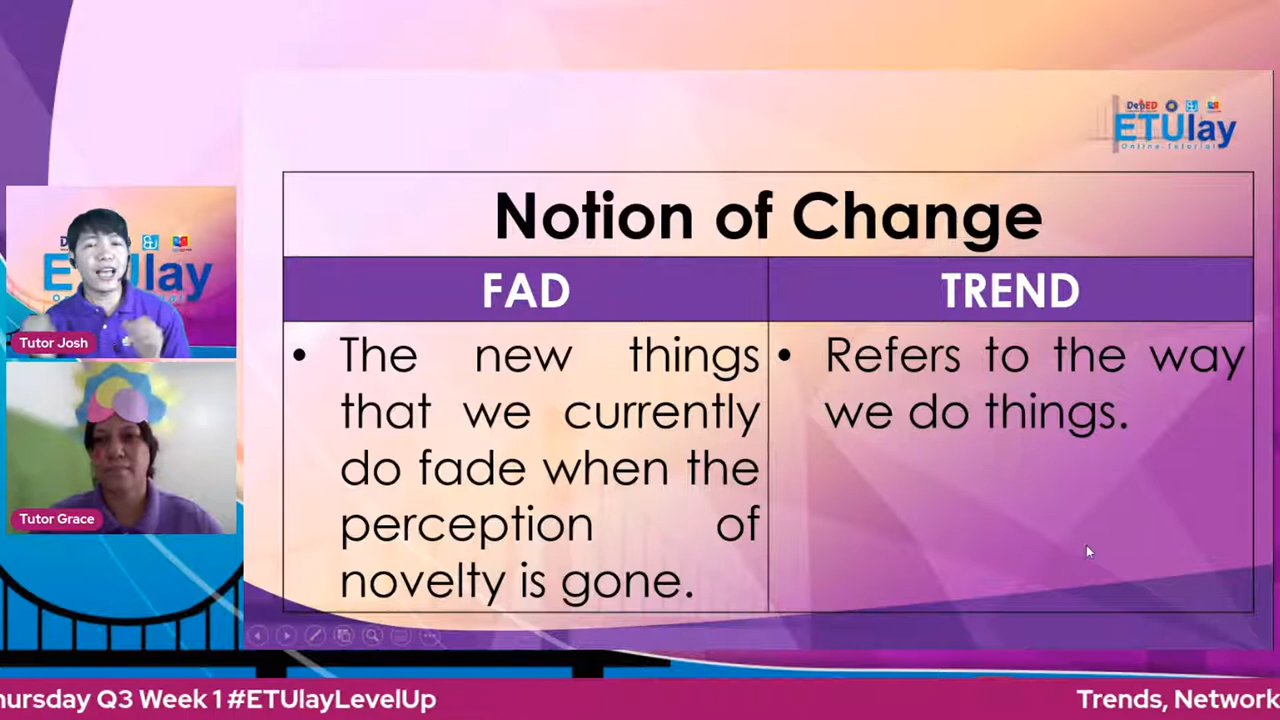 DepED
ETUlay
Online Tutorial
Notion of Change
FAD
TREND
• The new things
that we currently
do fade when the
perception of
novelty is gone.
• Refers to the way
we do things.
Tutor Josh
Tutor Grace
hursday Q3 Week 1 #ETUlayLevelUp
Trends, Network